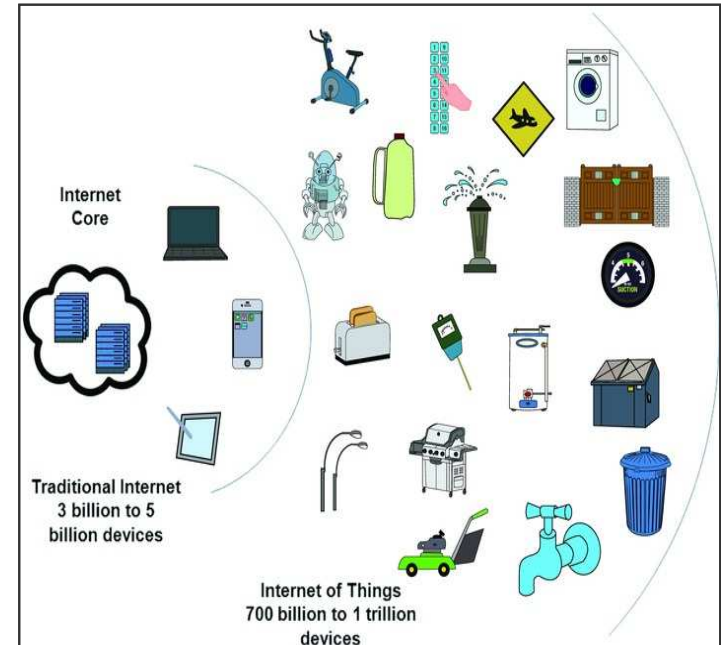 Internet
Core
Traditional Internet
3 billion to 5
billion devices
SUCTION
Internet of Things
700 billion to 1 trillion
devices